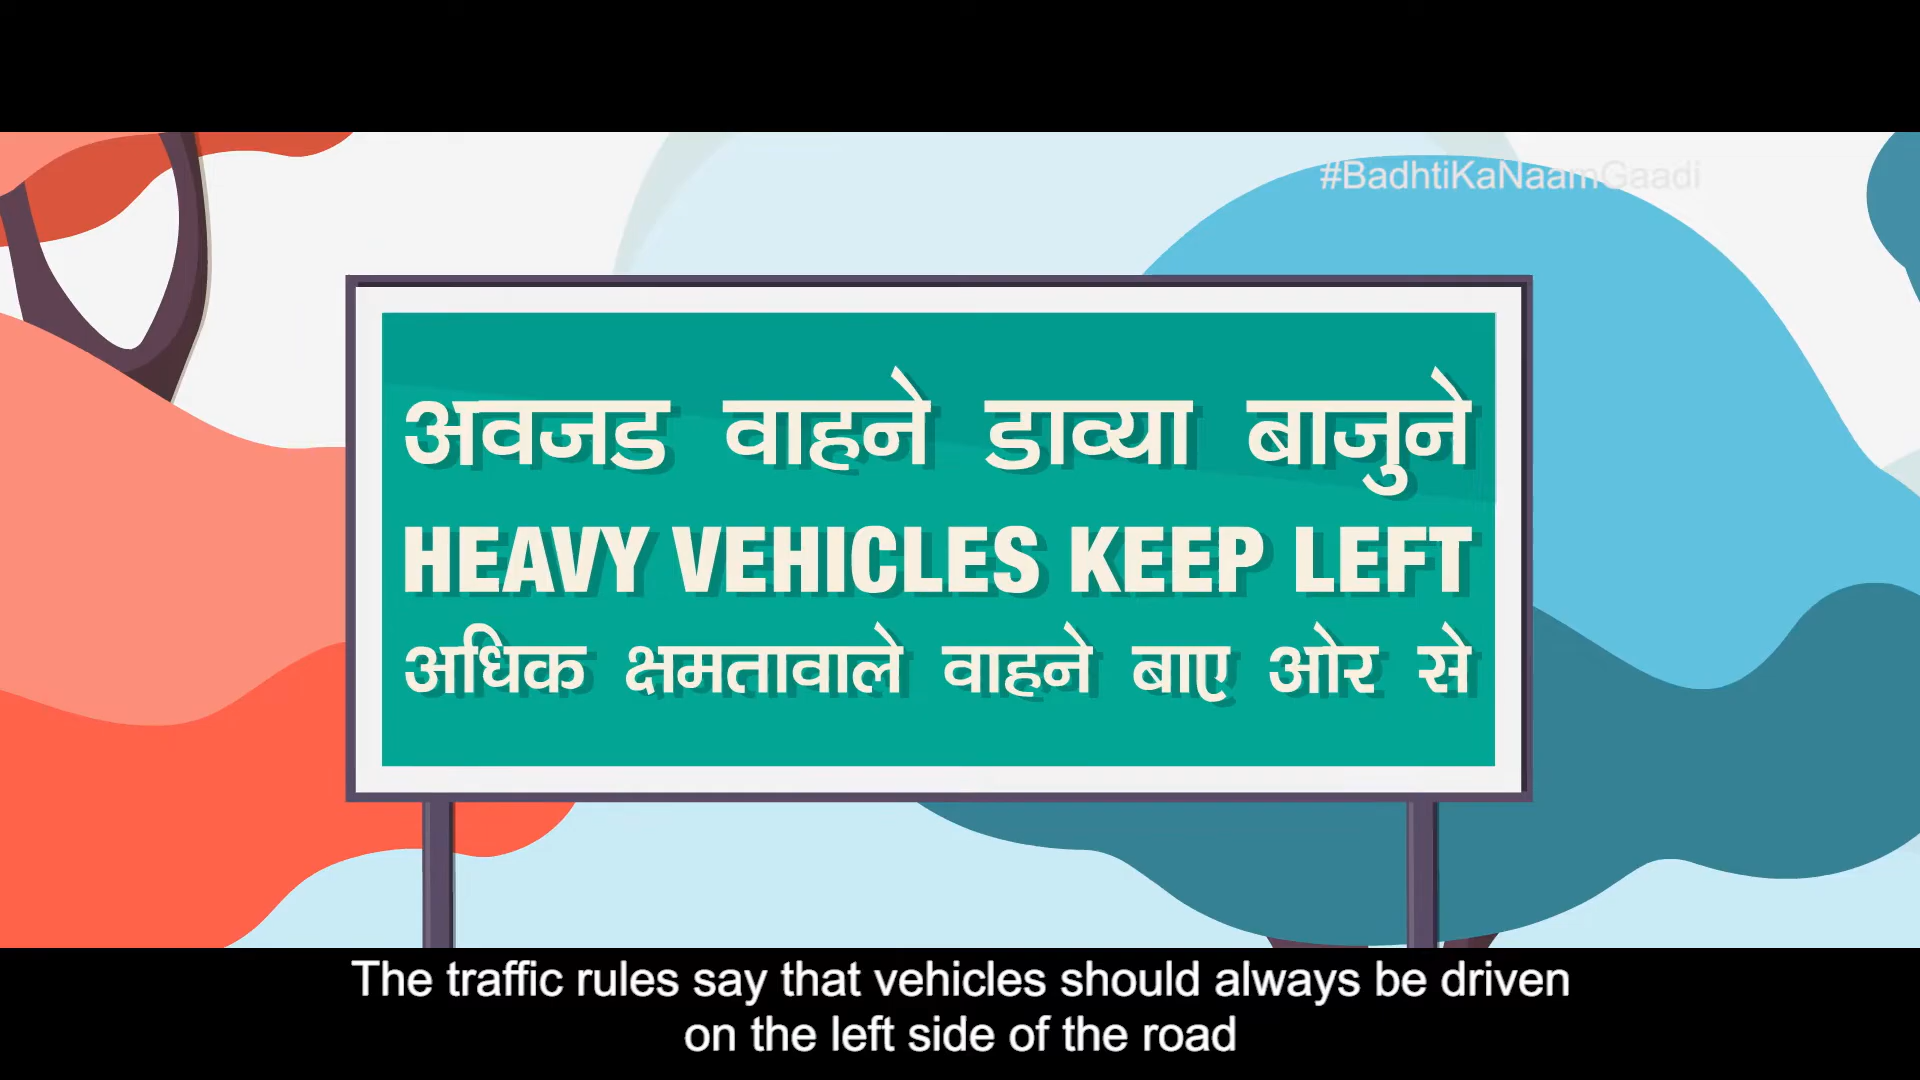 #BadhtiKaNaamGaadi
अवजड वाहने डाव्या बाजुने
HEAVY VEHICLES KEEP LEFT
अधिक क्षमतावाले वाहने बाए ओर से
The traffic rules say that vehicles should always be driven
on the left side of the road